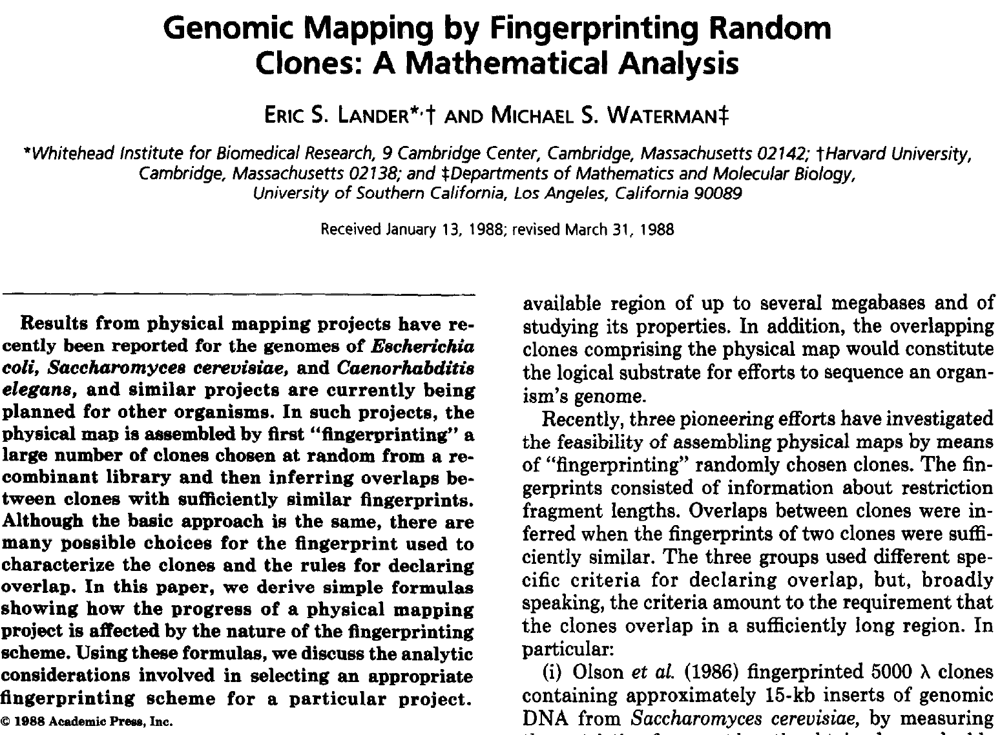 Genomic Mapping by Fingerprinting Random
Clones: A Mathematical Analysis
ERIC S. LANDER*,† AND MICHAEL S. WATERMAN‡
*Whitehead Institute for Biomedical Research, 9 Cambridge Center, Cambridge, Massachusetts 02142; †Harvard University,
Cambridge, Massachusetts 02138; and ‡Departments of Mathematics and Molecular Biology,
University of Southern California, Los Angeles, California 90089
Received January 13, 1988; revised March 31, 1988
Results from physical mapping projects have re-
cently been reported for the genomes of Escherichia
coli, Saccharomyces cerevisiae, and Caenorhabditis
elegans, and similar projects are currently being
planned for other organisms. In such projects, the
physical map is assembled by first “fingerprinting” a
large number of clones chosen at random from a re-
combinant library and then inferring overlaps be-
tween clones with sufficiently similar fingerprints.
Although the basic approach is the same, there are
many possible choices for the fingerprint used to
characterize the clones and the rules for declaring
overlap. In this paper, we derive simple formulas
showing how the progress of a physical mapping
project is affected by the nature of the fingerprinting
scheme. Using these formulas, we discuss the analytic
considerations involved in selecting an appropriate
fingerprinting scheme for a particular project.
© 1988 Academic Press, Inc.
available region of up to several megabases and of
studying its properties. In addition, the overlapping
clones comprising the physical map would constitute
the logical substrate for efforts to sequence an organ-
ism’s genome.
Recently, three pioneering efforts have investigated
the feasibility of assembling physical maps by means
of “fingerprinting” randomly chosen clones. The fin-
gerprints consisted of information about restriction
fragment lengths. Overlaps between clones were in-
ferred when the fingerprints of two clones were suffi-
ciently similar. The three groups used different spe-
cific criteria for declaring overlap, but, broadly
speaking, the criteria amount to the requirement that
the clones overlap in a sufficiently long region. In
particular:
(i) Olson et al. (1986) fingerprinted 5000 λ clones
containing approximately 15-kb inserts of genomic
DNA from Saccharomyces cerevisiae, by measuring